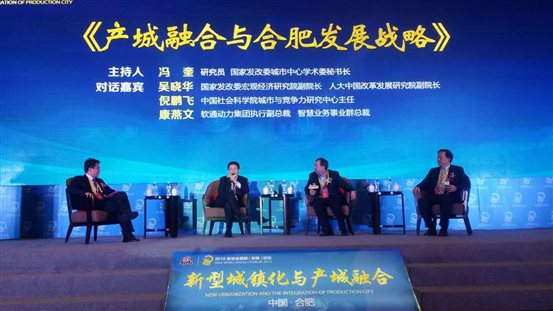 INTEGRATION OF PRODUCTION CITY
《产城融合与合肥发展战略》
主持人 冯 奎 研究员 国家发改委城市中心学术委秘书长
对话嘉宾 吴晓华 国家发改委宏观经济研究院副院长 人大中国改革发展研究院副院长
倪鹏飞 中国社会科学院城市与竞争力研究中心主任
康燕文 软通动力集团执行副总裁 智慧业务事业群总裁
新型城镇化与产城融合
NEW URBANIZATION AND THE INTEGRATION OF PRODUCTION CITY
中国·合肥